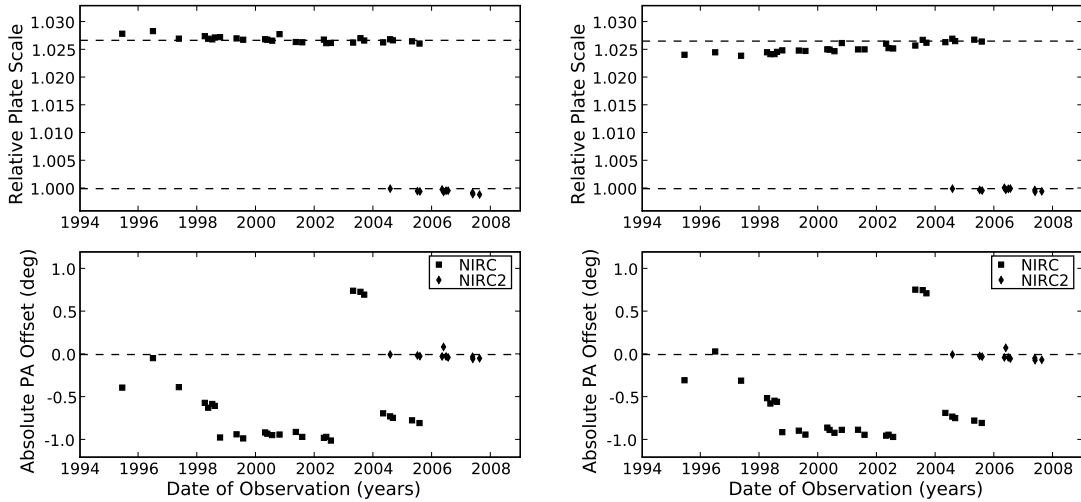 Relative Plate Scale
1.030
1.025
1.020
1.015
1.010
1.005
1.000
1994 1996 1998 2000 2002 2004 2006 2008
Relative Plate Scale
1.030
1.025
1.020
1.015
1.010
1.005
1.000
1994 1996 1998 2000 2002 2004 2006 2008
Absolute PA Offset (deg)
1.0
0.5
0.0
-0.5
-1.0
NIRC
NIRC2
1994 1996 1998 2000 2002 2004 2006 2008
Date of Observation (years)
Absolute PA Offset (deg)
1.0
0.5
0.0
-0.5
-1.0
NIRC
NIRC2
1994 1996 1998 2000 2002 2004 2006 2008
Date of Observation (years)